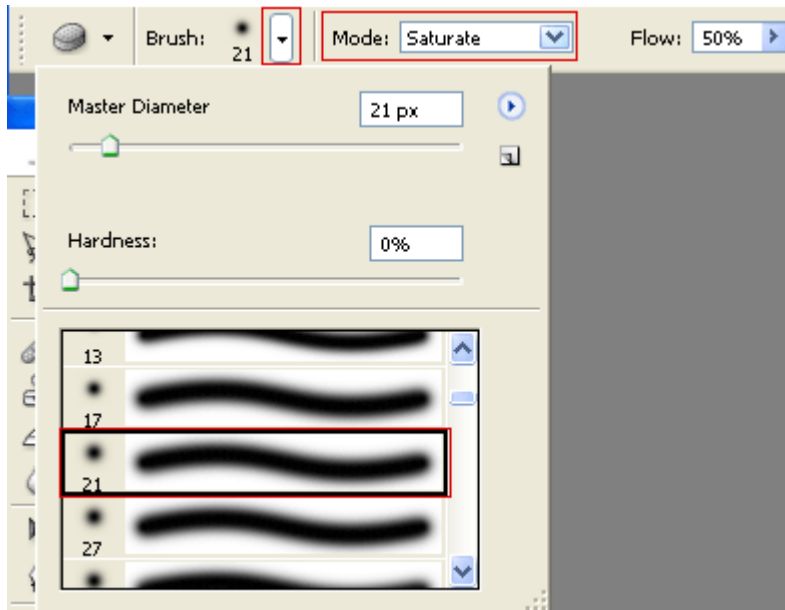 Brush: 21 Mode: Saturate Flow: 50%
Master Diameter 21 px
Hardness: 0%
13
17
21
27